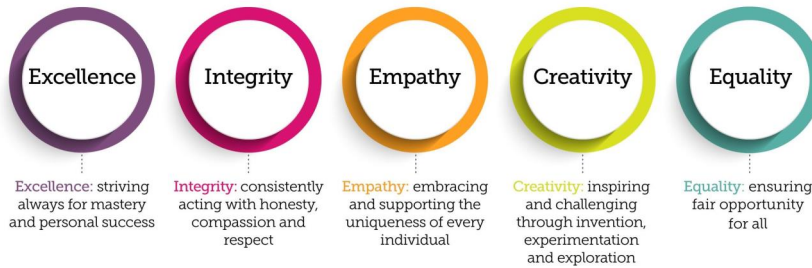 Excellence
Integrity
Empathy
Creativity
Equality
Excellence: striving
always for mastery
and personal success
Integrity: consistently
acting with honesty,
compassion and
respect
Empathy: embracing
and supporting the
uniqueness of every
individual
Creativity: inspiring
and challenging
through invention,
experimentation
and exploration
Equality: ensuring
fair opportunity
for all